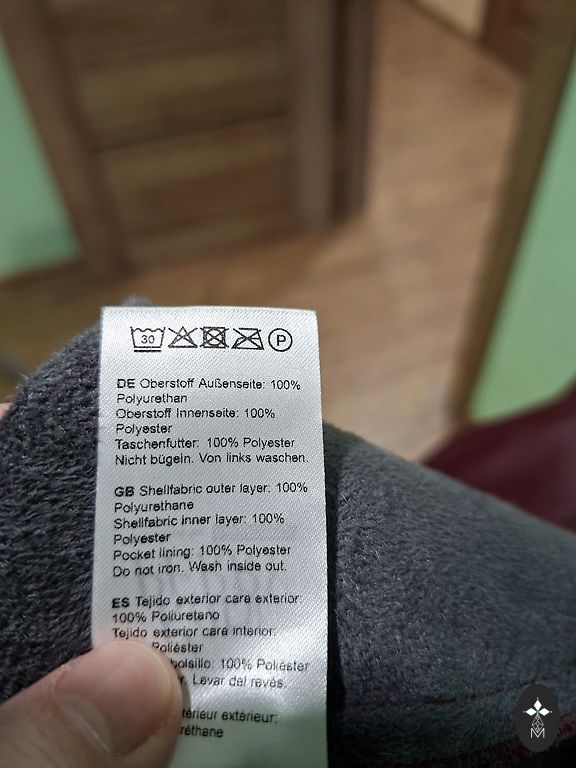 30
P
DE Oberstoff Außenseite: 100%
Polyurethan
Oberstoff Innenseite: 100%
Polyester
Taschenfutter: 100% Polyester
Nicht bügeln. Von links waschen.
GB Shellfabric outer layer: 100%
Polyurethane
Shellfabric inner layer: 100%
Polyester
Pocket lining: 100% Polyester
Do not iron. Wash inside out.
ES Tejido exterior cara exterior:
100% Poliuretano
Tejido exterior cara interior:
Poliéster
bolsillo: 100% Poliéster
Lavar del revés.
térieur extérieur:
réthane
M